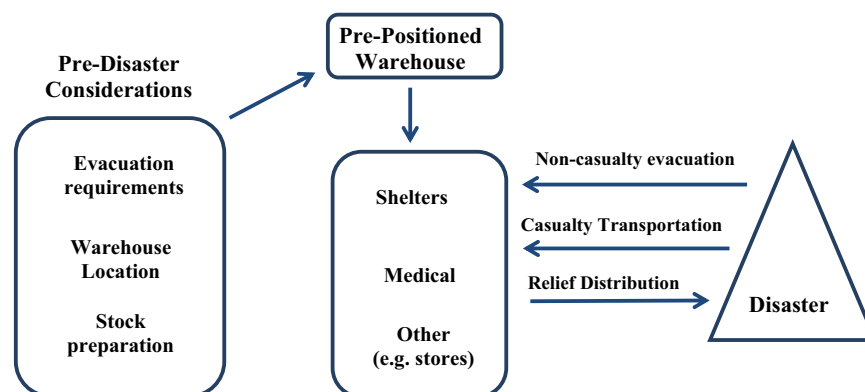 Pre-Disaster
Considerations
Evacuation
requirements
Warehouse
Location
Stock
preparation
Pre-Positioned
Warehouse
Shelters
Medical
Other
(e.g. stores)
Non-casualty evacuation
Casualty Transportation
Relief Distribution
Disaster